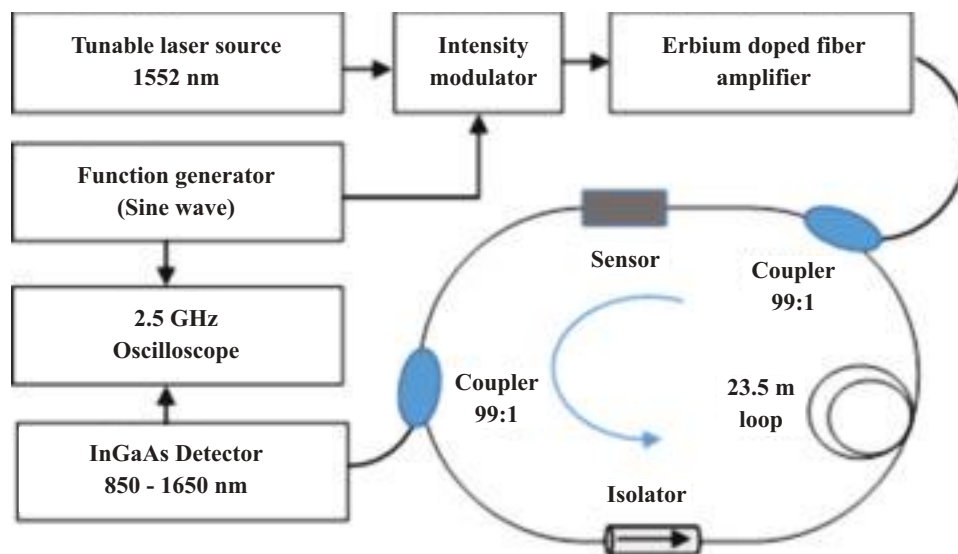 Tunable laser source
1552 nm
Intensity
modulator
Erbium doped fiber
amplifier
Function generator
(Sine wave)
Sensor
Coupler
99:1
2.5 GHz
Oscilloscope
Coupler
99:1
23.5 m
loop
InGaAs Detector
850 - 1650 nm
Isolator